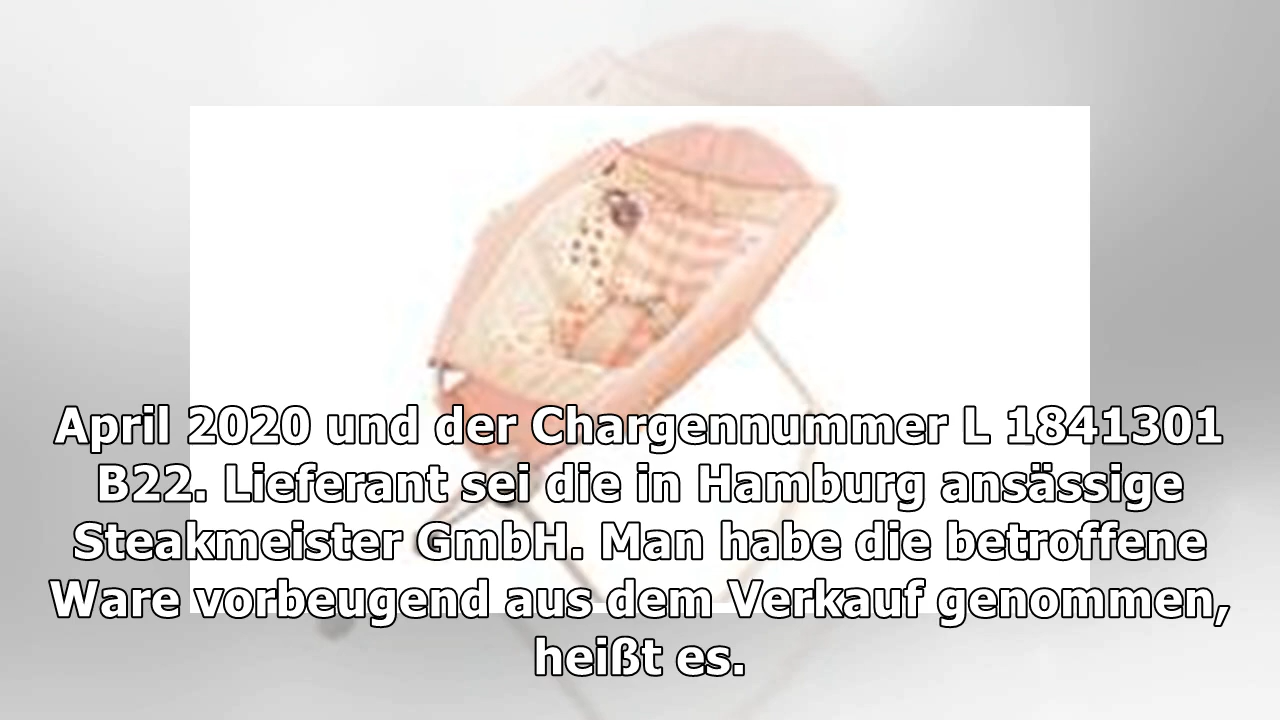 April 2020 und der Chargennummer L 1841301
B22. Lieferant sei die in Hamburg ansässige
Steakmeister GmbH. Man habe die betroffene
Ware vorbeugend aus dem Verkauf genommen,
heißt es.